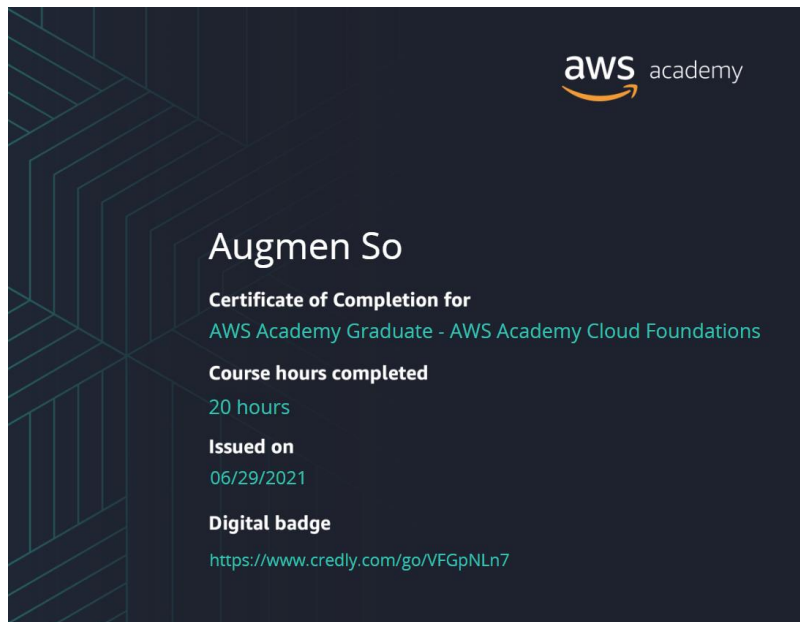 aws academy
Augmen So
Certificate of Completion for
AWS Academy Graduate - AWS Academy Cloud Foundations
Course hours completed
20 hours
Issued on
06/29/2021
Digital badge
https://www.credly.com/go/VFGpNLn7